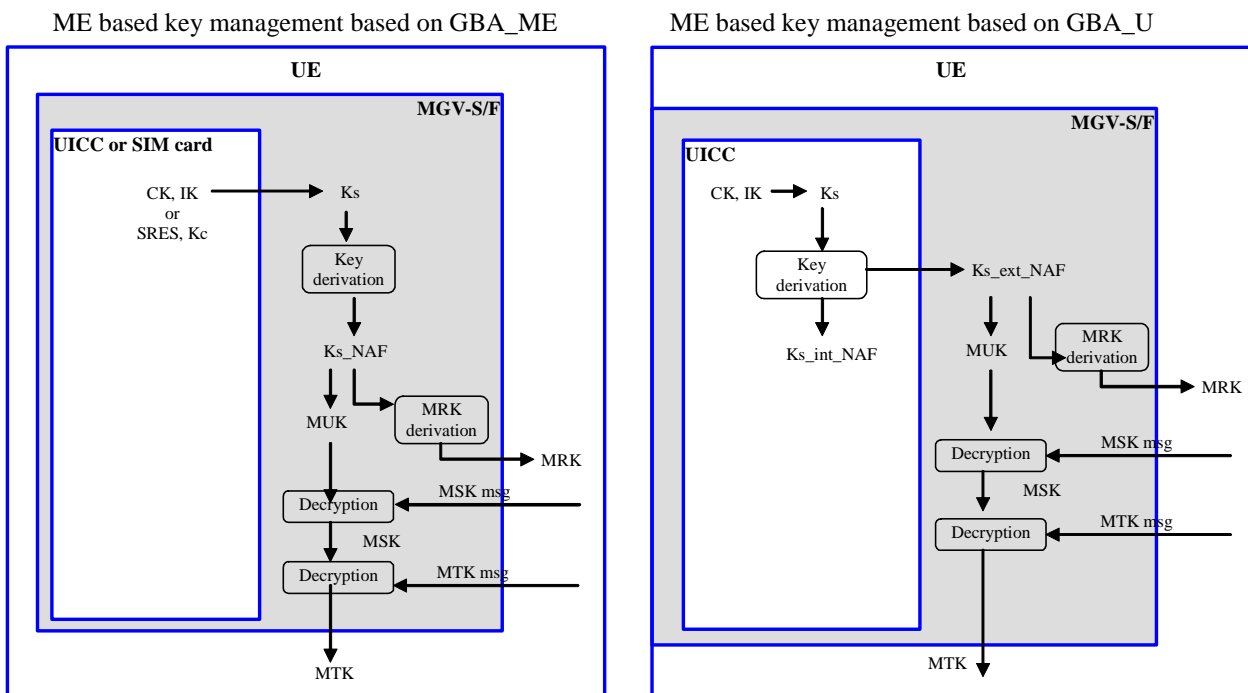 ME based key management based on GBA_ME
UE
MGV-S/F
UICC or SIM card
CK, IK
or
SRES, Kc
Ks
Key
derivation
Ks_NAF
MUK
MRK
derivation
MRK
Decryption
MSK msg
MSK
Decryption
MTK msg
MTK
ME based key management based on GBA_U
UE
MGV-S/F
UICC
CK, IK
Ks
Key
derivation
Ks_ext_NAF
Ks_int_NAF
MUK
MRK
derivation
MRK
Decryption
MSK msg
MSK
Decryption
MTK msg
MTK